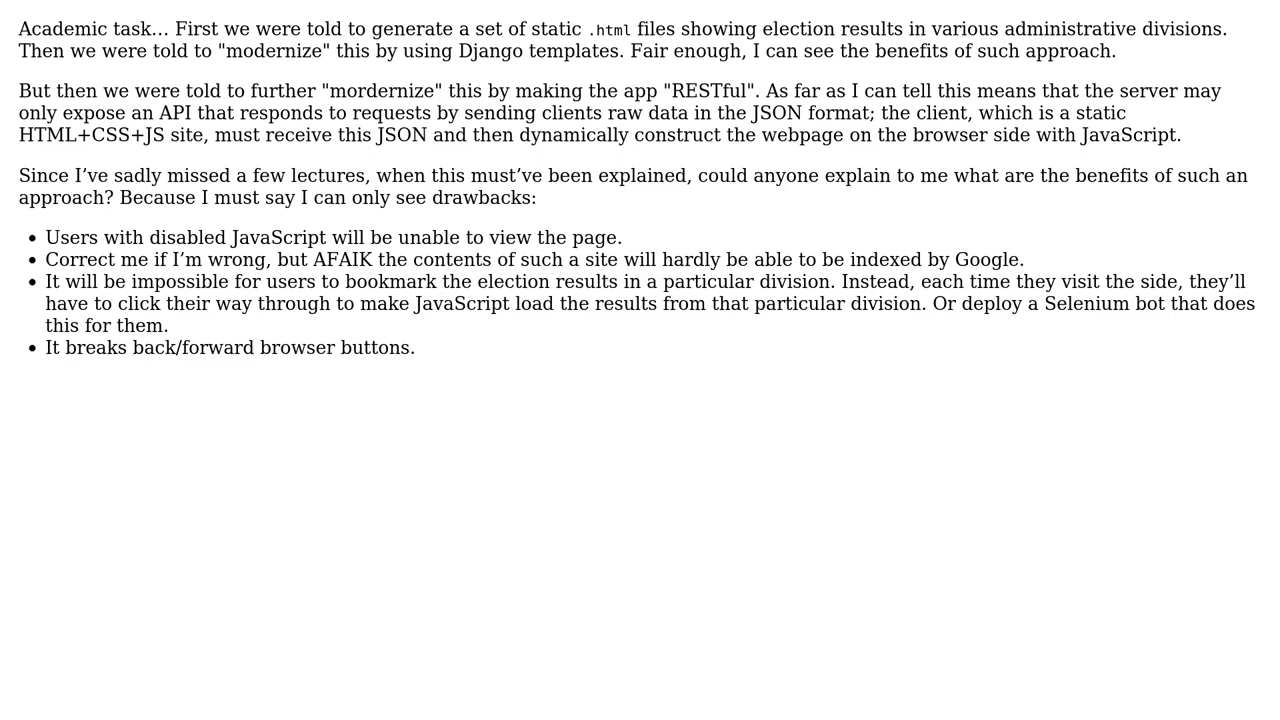 Academic task… First we were told to generate a set of static .html files showing election results in various administrative divisions.
Then we were told to "modernize" this by using Django templates. Fair enough, I can see the benefits of such approach.
But then we were told to further "mordernize" this by making the app "RESTful". As far as I can tell this means that the server may
only expose an API that responds to requests by sending clients raw data in the JSON format; the client, which is a static
HTML+CSS+JS site, must receive this JSON and then dynamically construct the webpage on the browser side with JavaScript.
Since I’ve sadly missed a few lectures, when this must’ve been explained, could anyone explain to me what are the benefits of such an
approach? Because I must say I can only see drawbacks:
• Users with disabled JavaScript will be unable to view the page.
• Correct me if I’m wrong, but AFAIK the contents of such a site will hardly be able to be indexed by Google.
• It will be impossible for users to bookmark the election results in a particular division. Instead, each time they visit the side, they’ll
have to click their way through to make JavaScript load the results from that particular division. Or deploy a Selenium bot that does
this for them.
• It breaks back/forward browser buttons.